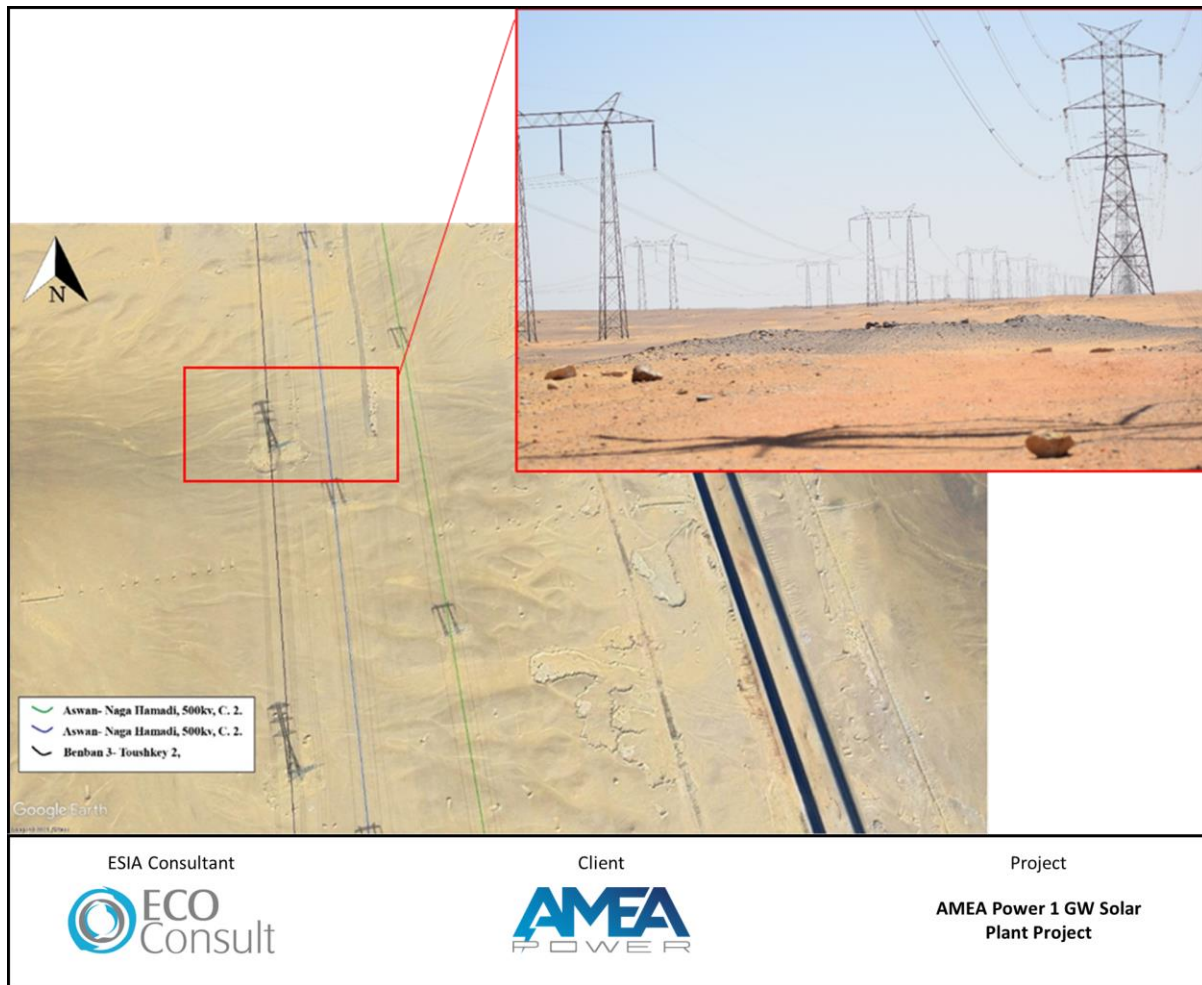 N
Aswan- Naga Hamadi, 500kv, C. 2.
Aswan- Naga Hamadi, 500kv, C. 2.
Benban 3- Toushkey 2,
Google Earth
ESIA Consultant
ECO
Consult
Client
AMEA
POWER
Project
AMEA Power 1 GW Solar
Plant Project